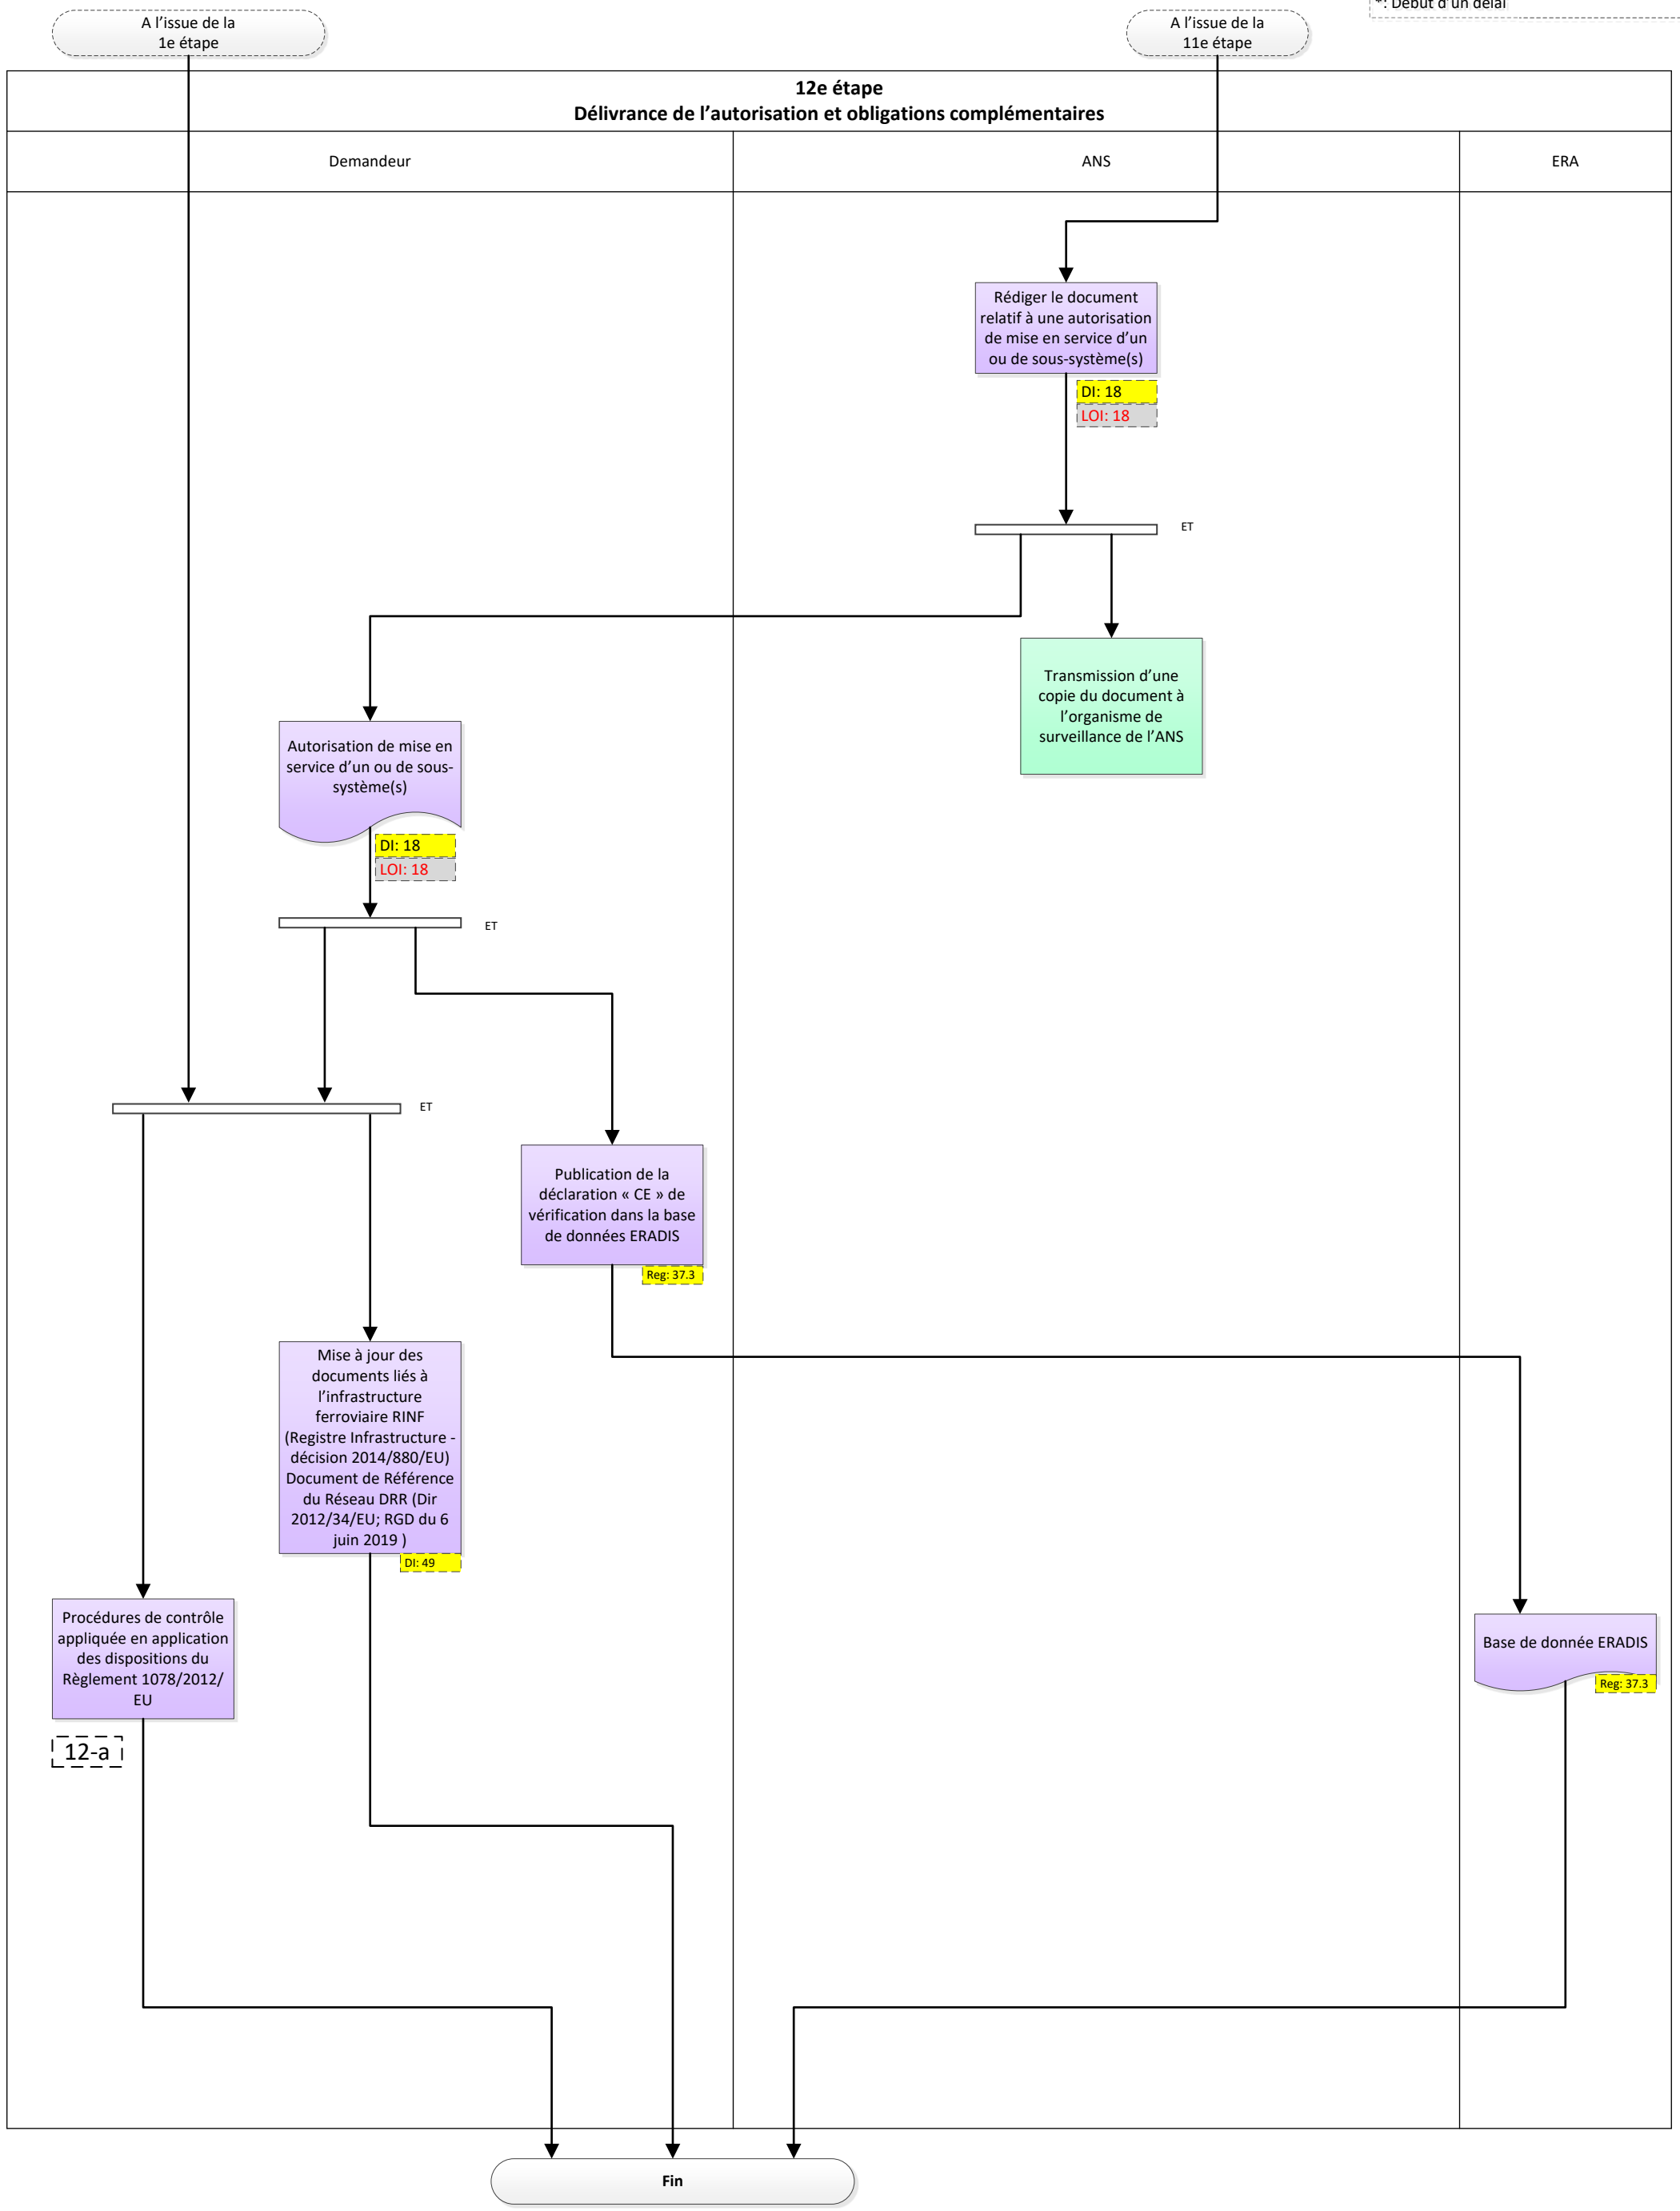 *: Début d'un délai
A l'issue de la
1e étape
A l'issue de la
11e étape
12e étape
Délivrance de l'autorisation et obligations complémentaires
Demandeur
ANS
ERA
Rédiger le document
relatif à une autorisation
de mise en service d'un
ou de sous-système(s)
DI: 18
LOI: 18
ET
Transmission d'une
copie du document à
l'organisme de
surveillance de l'ANS
Autorisation de mise en
service d'un ou de sous-
système(s)
DI: 18
LOI: 18
ET
ET
Publication de la
déclaration « CE » de
vérification dans la base
de données ERADIS
Reg: 37.3
Mise à jour des
documents liés à
l'infrastructure
ferroviaire RINF
(Registre Infrastructure -
décision 2014/880/EU)
Document de Référence
du Réseau DRR (Dir
2012/34/EU; RGD du 6
juin 2019 )
DI: 49
Procédures de contrôle
appliquée en application
des dispositions du
Règlement 1078/2012/
EU
12-a
Base de donnée ERADIS
Reg: 37.3
Fin